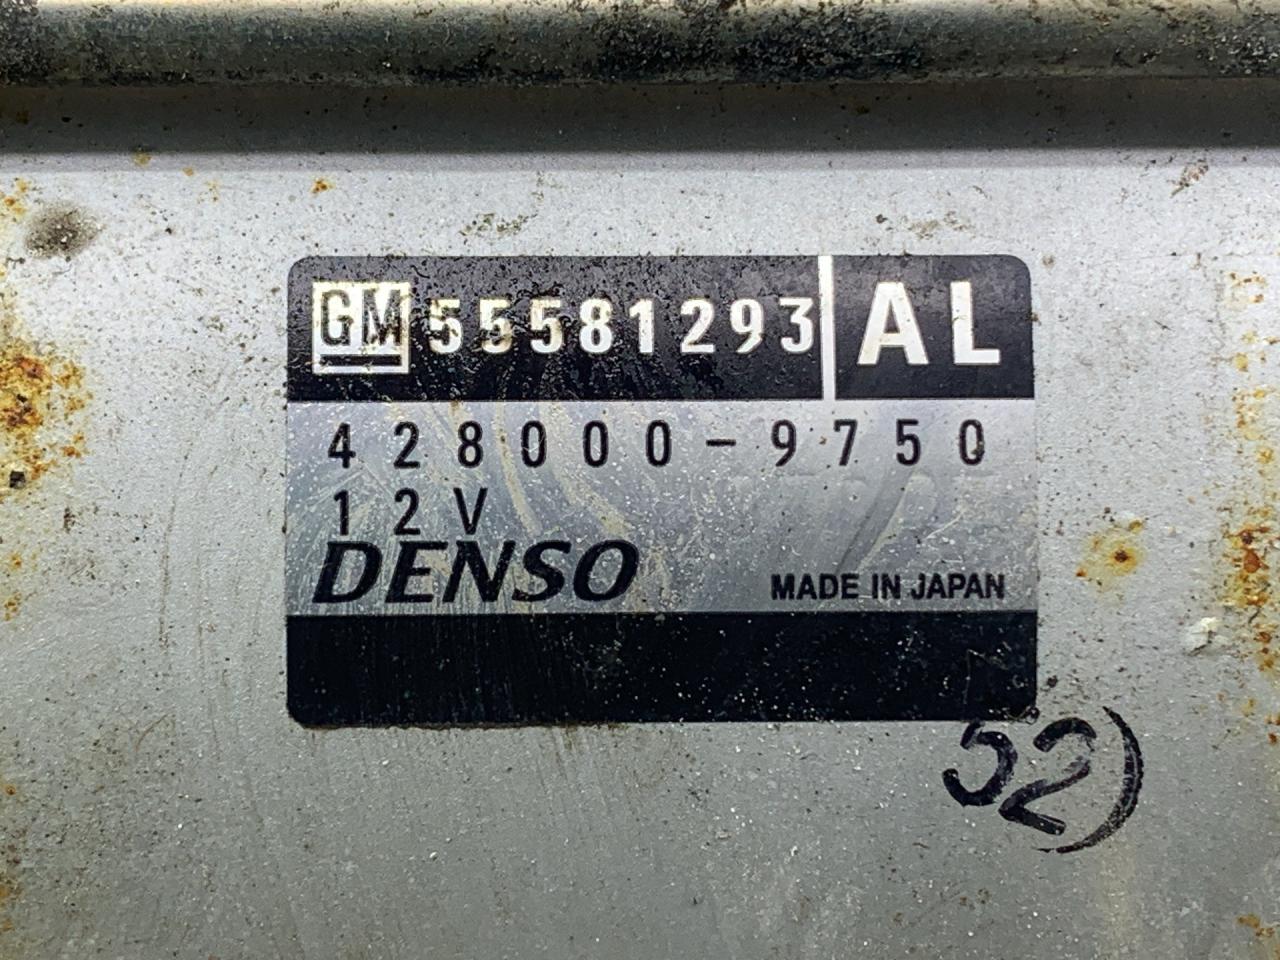 GM 55581293 AL
428000-9750
12V
DENSO MADE IN JAPAN
52)